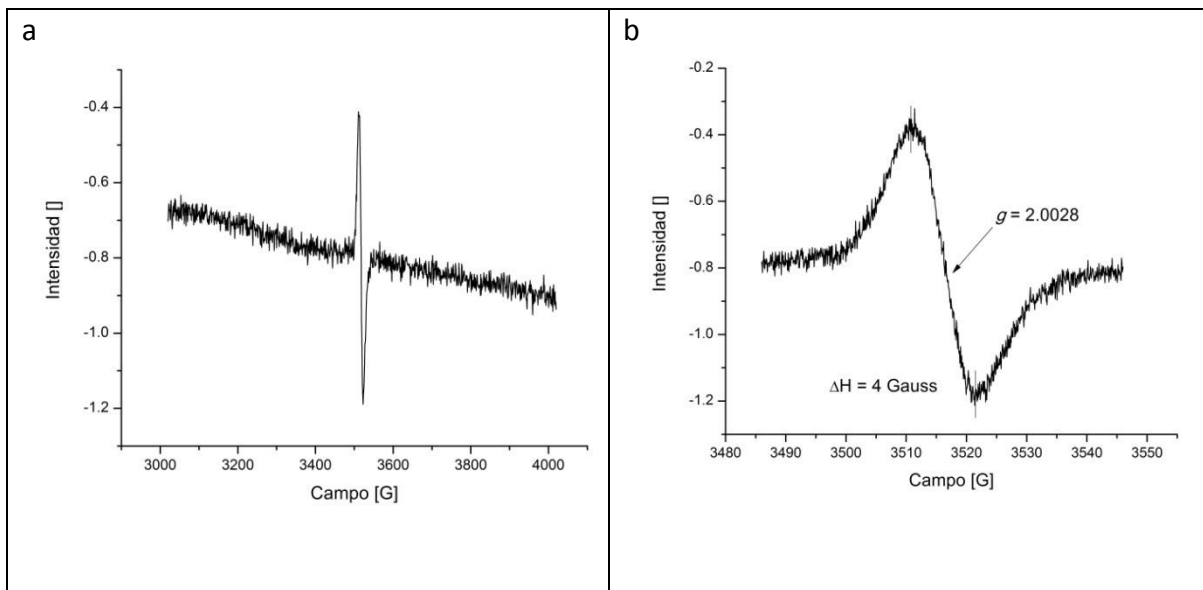 a
-0.4
-0.6
-0.8
-1.0
-1.2
Intensidad []
3000 3200 3400 3600 3800 4000
Campo [G]
b
-0.2
-0.4
-0.6
-0.8
-1.0
-1.2
Intensidad []
g = 2.0028
ΔH = 4 Gauss
3480 3490 3500 3510 3520 3530 3540 3550
Campo [G]